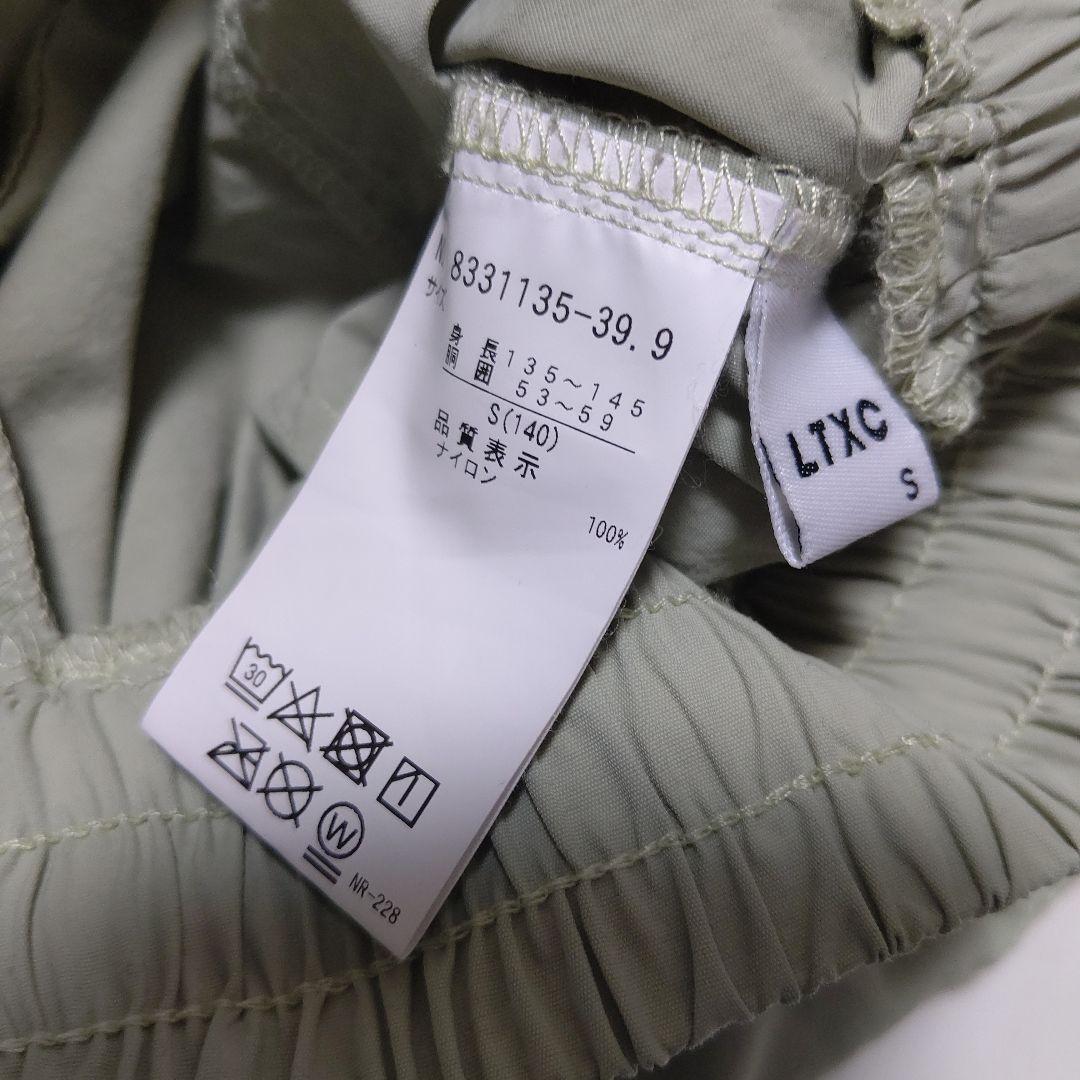 8331135-39.9
サイズ
身長 135～145
胴囲 53～59
S(140)
品質表示
ナイロン
100%
30
W
NR-228
LTXC
S